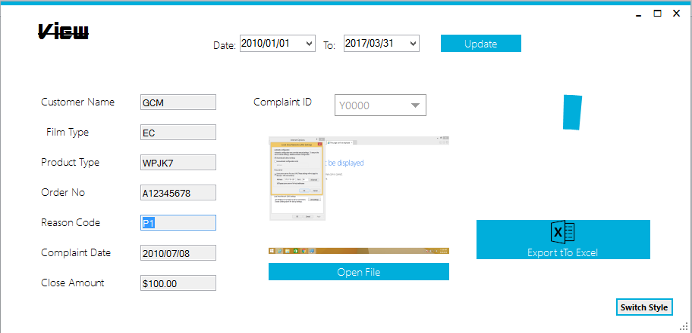 View
Date: 2010/01/01 To: 2017/03/31 Update
Customer Name GCM Complaint ID Y0000
Film Type EC
Product Type WPJK7
be displayed
Order No A12345678
Reason Code P1
Complaint Date 2010/07/08
Export tTo Excel
Open File
Close Amount $100.00
Switch Style